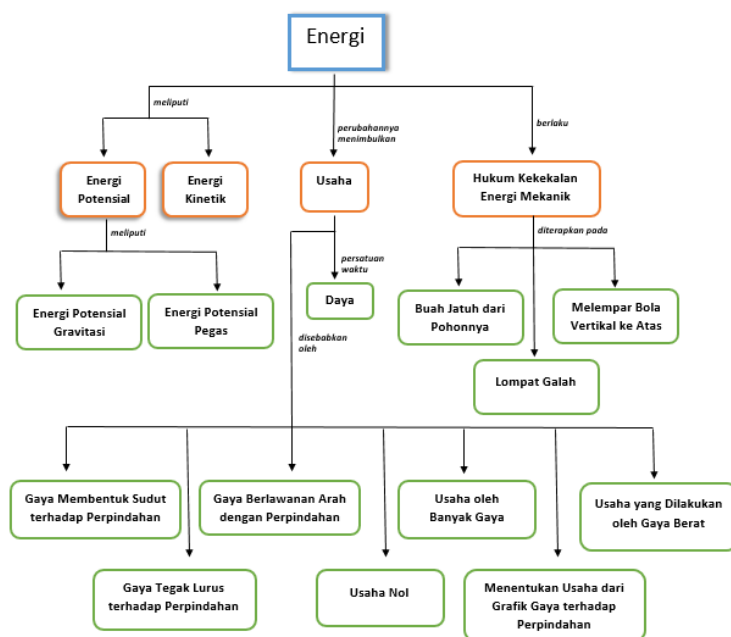 Energi
meliputi
perubahannya
menimbulkan
berlaku
Energi
Potensial
Energi
Kinetik
Usaha
Hukum Kekekalan
Energi Mekanik
meliputi
persatuan
waktu
diterapkan pada
Energi Potensial
Gravitasi
Energi Potensial
Pegas
Daya
Buah Jatuh dari
Pohonnya
Melempar Bola
Vertikal ke Atas
disebabkan
oleh
Lompat Galah
Gaya Membentuk Sudut
terhadap Perpindahan
Gaya Berlawanan Arah
dengan Perpindahan
Usaha oleh
Banyak Gaya
Usaha yang Dilakukan
oleh Gaya Berat
Gaya Tegak Lurus
terhadap Perpindahan
Usaha Nol
Menentukan Usaha dari
Grafik Gaya terhadap
Perpindahan